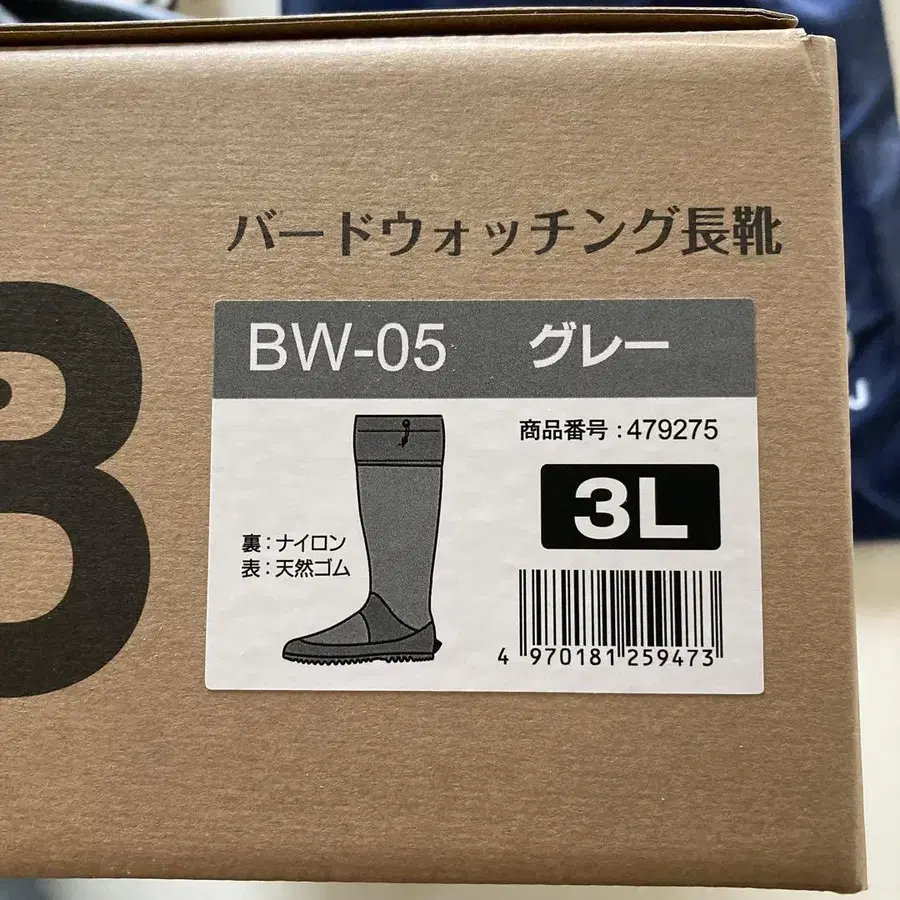 バードウォッチング長靴
BW-05 グレー
商品番号:479275
3L
裏:ナイロン
表:天然ゴム
4 970181 259473